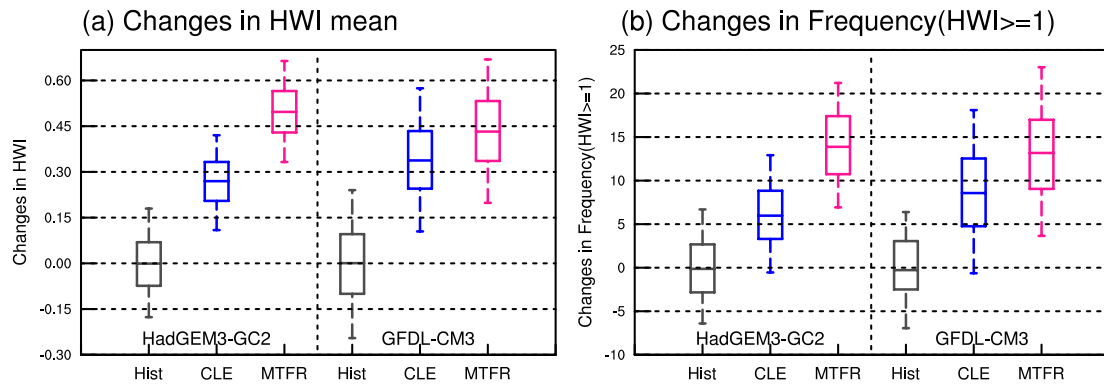 (a) Changes in HWI mean
Changes in HWI
0.60
0.45
0.30
0.15
0.00
-0.15
-0.30
HadGEM3-GC2 GFDL-CM3
Hist CLE MTFR Hist CLE MTFR
(b) Changes in Frequency(HWI>=1)
Changes in Frequency(HWI>=1)
25
20
15
10
5
0
-5
-10
HadGEM3-GC2 GFDL-CM3
Hist CLE MTFR Hist CLE MTFR